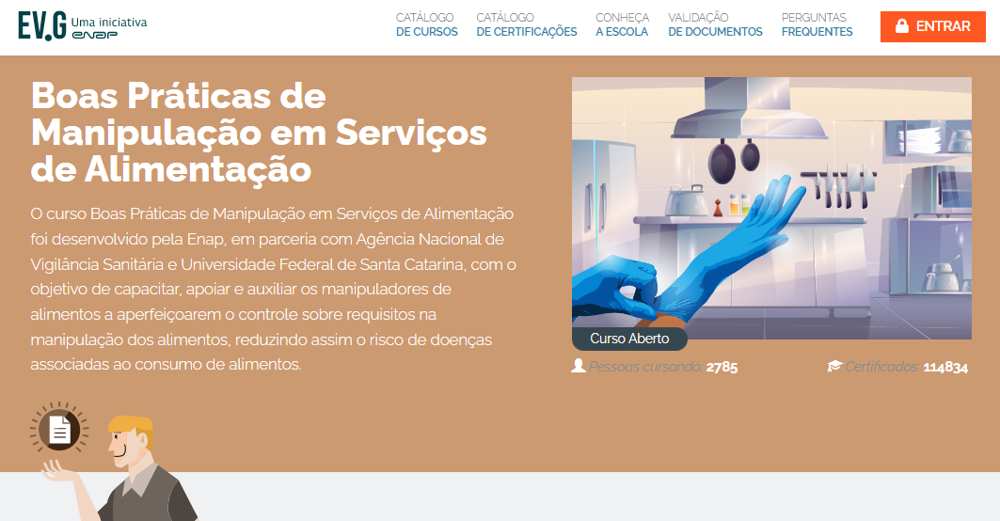 EV.G Uma iniciativa
enap
CATÁLOGO
DE CURSOS
CATÁLOGO
DE CERTIFICAÇÕES
CONHEÇA
A ESCOLA
VALIDAÇÃO
DE DOCUMENTOS
PERGUNTAS
FREQUENTES
ENTRAR
Boas Práticas de
Manipulação em Serviços
de Alimentação
O curso Boas Práticas de Manipulação em Serviços de Alimentação
foi desenvolvido pela Enap, em parceria com Agência Nacional de
Vigilância Sanitária e Universidade Federal de Santa Catarina, com o
objetivo de capacitar, apoiar e auxiliar os manipuladores de
alimentos a aperfeiçoarem o controle sobre requisitos na
manipulação dos alimentos, reduzindo assim o risco de doenças
associadas ao consumo de alimentos.
Curso Aberto
Pessoas cursando: 2785
Certificados: 114834